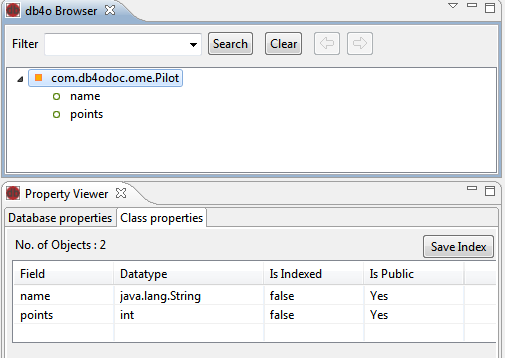 db4o Browser
Filter Search Clear
com.db4odoc.ome.Pilot
name
points
Property Viewer
Database properties Class properties
No. of Objects : 2 Save Index
Field Datatype Is Indexed Is Public
name java.lang.String false Yes
points int false Yes